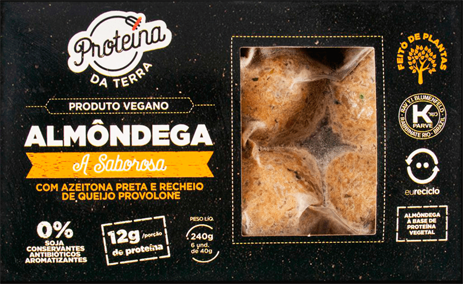 Proteína
DA TERRA
PRODUTO VEGANO
ALMÔNDEGA
A Saborosa
COM AZEITONA PRETA E RECHEIO
DE QUEIJO PROVOLONE
0%
SOJA
CONSERVANTES
ANTIBIÓTICOS
AROMATIZANTES
12g /porção
de proteína
PESO LÍQ.
240g
6 und.
de 40g
FEITO DE PLANTAS
K
PARVE
eureciclo
ALMÔNDEGA
À BASE DE
PROTEÍNA
VEGETAL